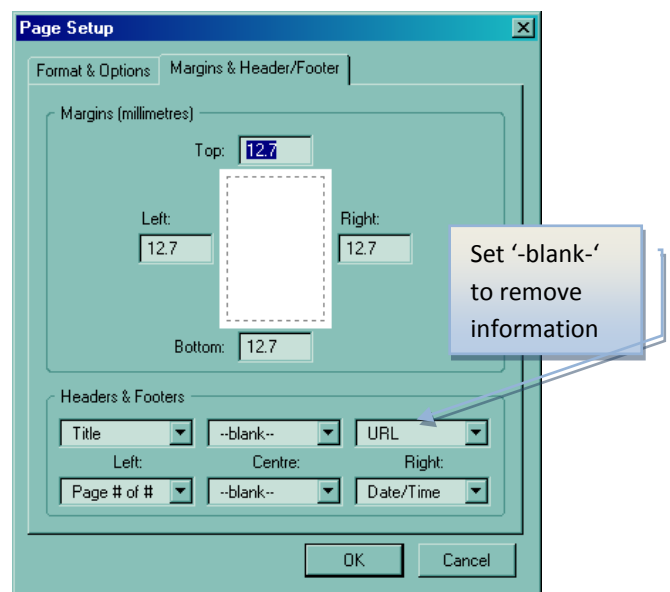 Page Setup
Format & Options Margins & Header/Footer
Margins (millimetres)
Top: 12.7
Left: Right:
12.7 12.7
Set ‘-blank-‘
to remove
information
Bottom: 12.7
Headers & Footers
Title --blank-- URL
Left: Centre: Right:
Page # of # --blank-- Date/Time
OK Cancel